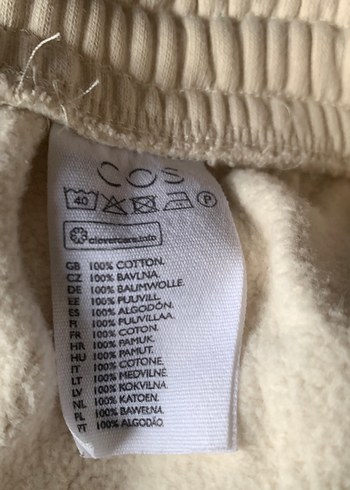 COS
40 P
clevercare.info
GB 100% COTTON.
CZ 100% BAVLNA.
DE 100% BAUMWOLLE.
EE 100% PUUVILL.
ES 100% ALGODÓN.
FI 100% PUUVILLAA.
FR 100% COTON.
HR 100% PAMUK.
HU 100% PAMUT.
IT 100% COTONE.
LT 100% MEDVILNĖ.
LV 100% KOKVILNA.
NL 100% KATOEN.
PL 100% BAWEŁNA.
PT 100% ALGODÃO.